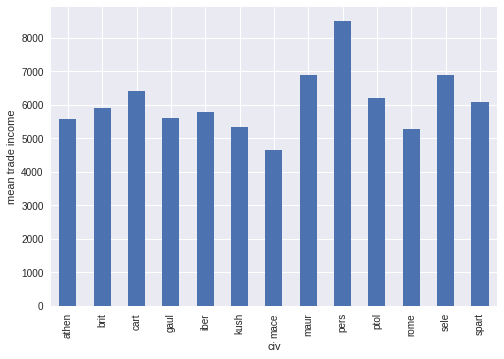 8000
7000
6000
5000
4000
3000
2000
1000
0
mean trade income
athen
brit
cart
gaul
iber
kush
mace
maur
pers
ptol
rome
sele
spart
civ